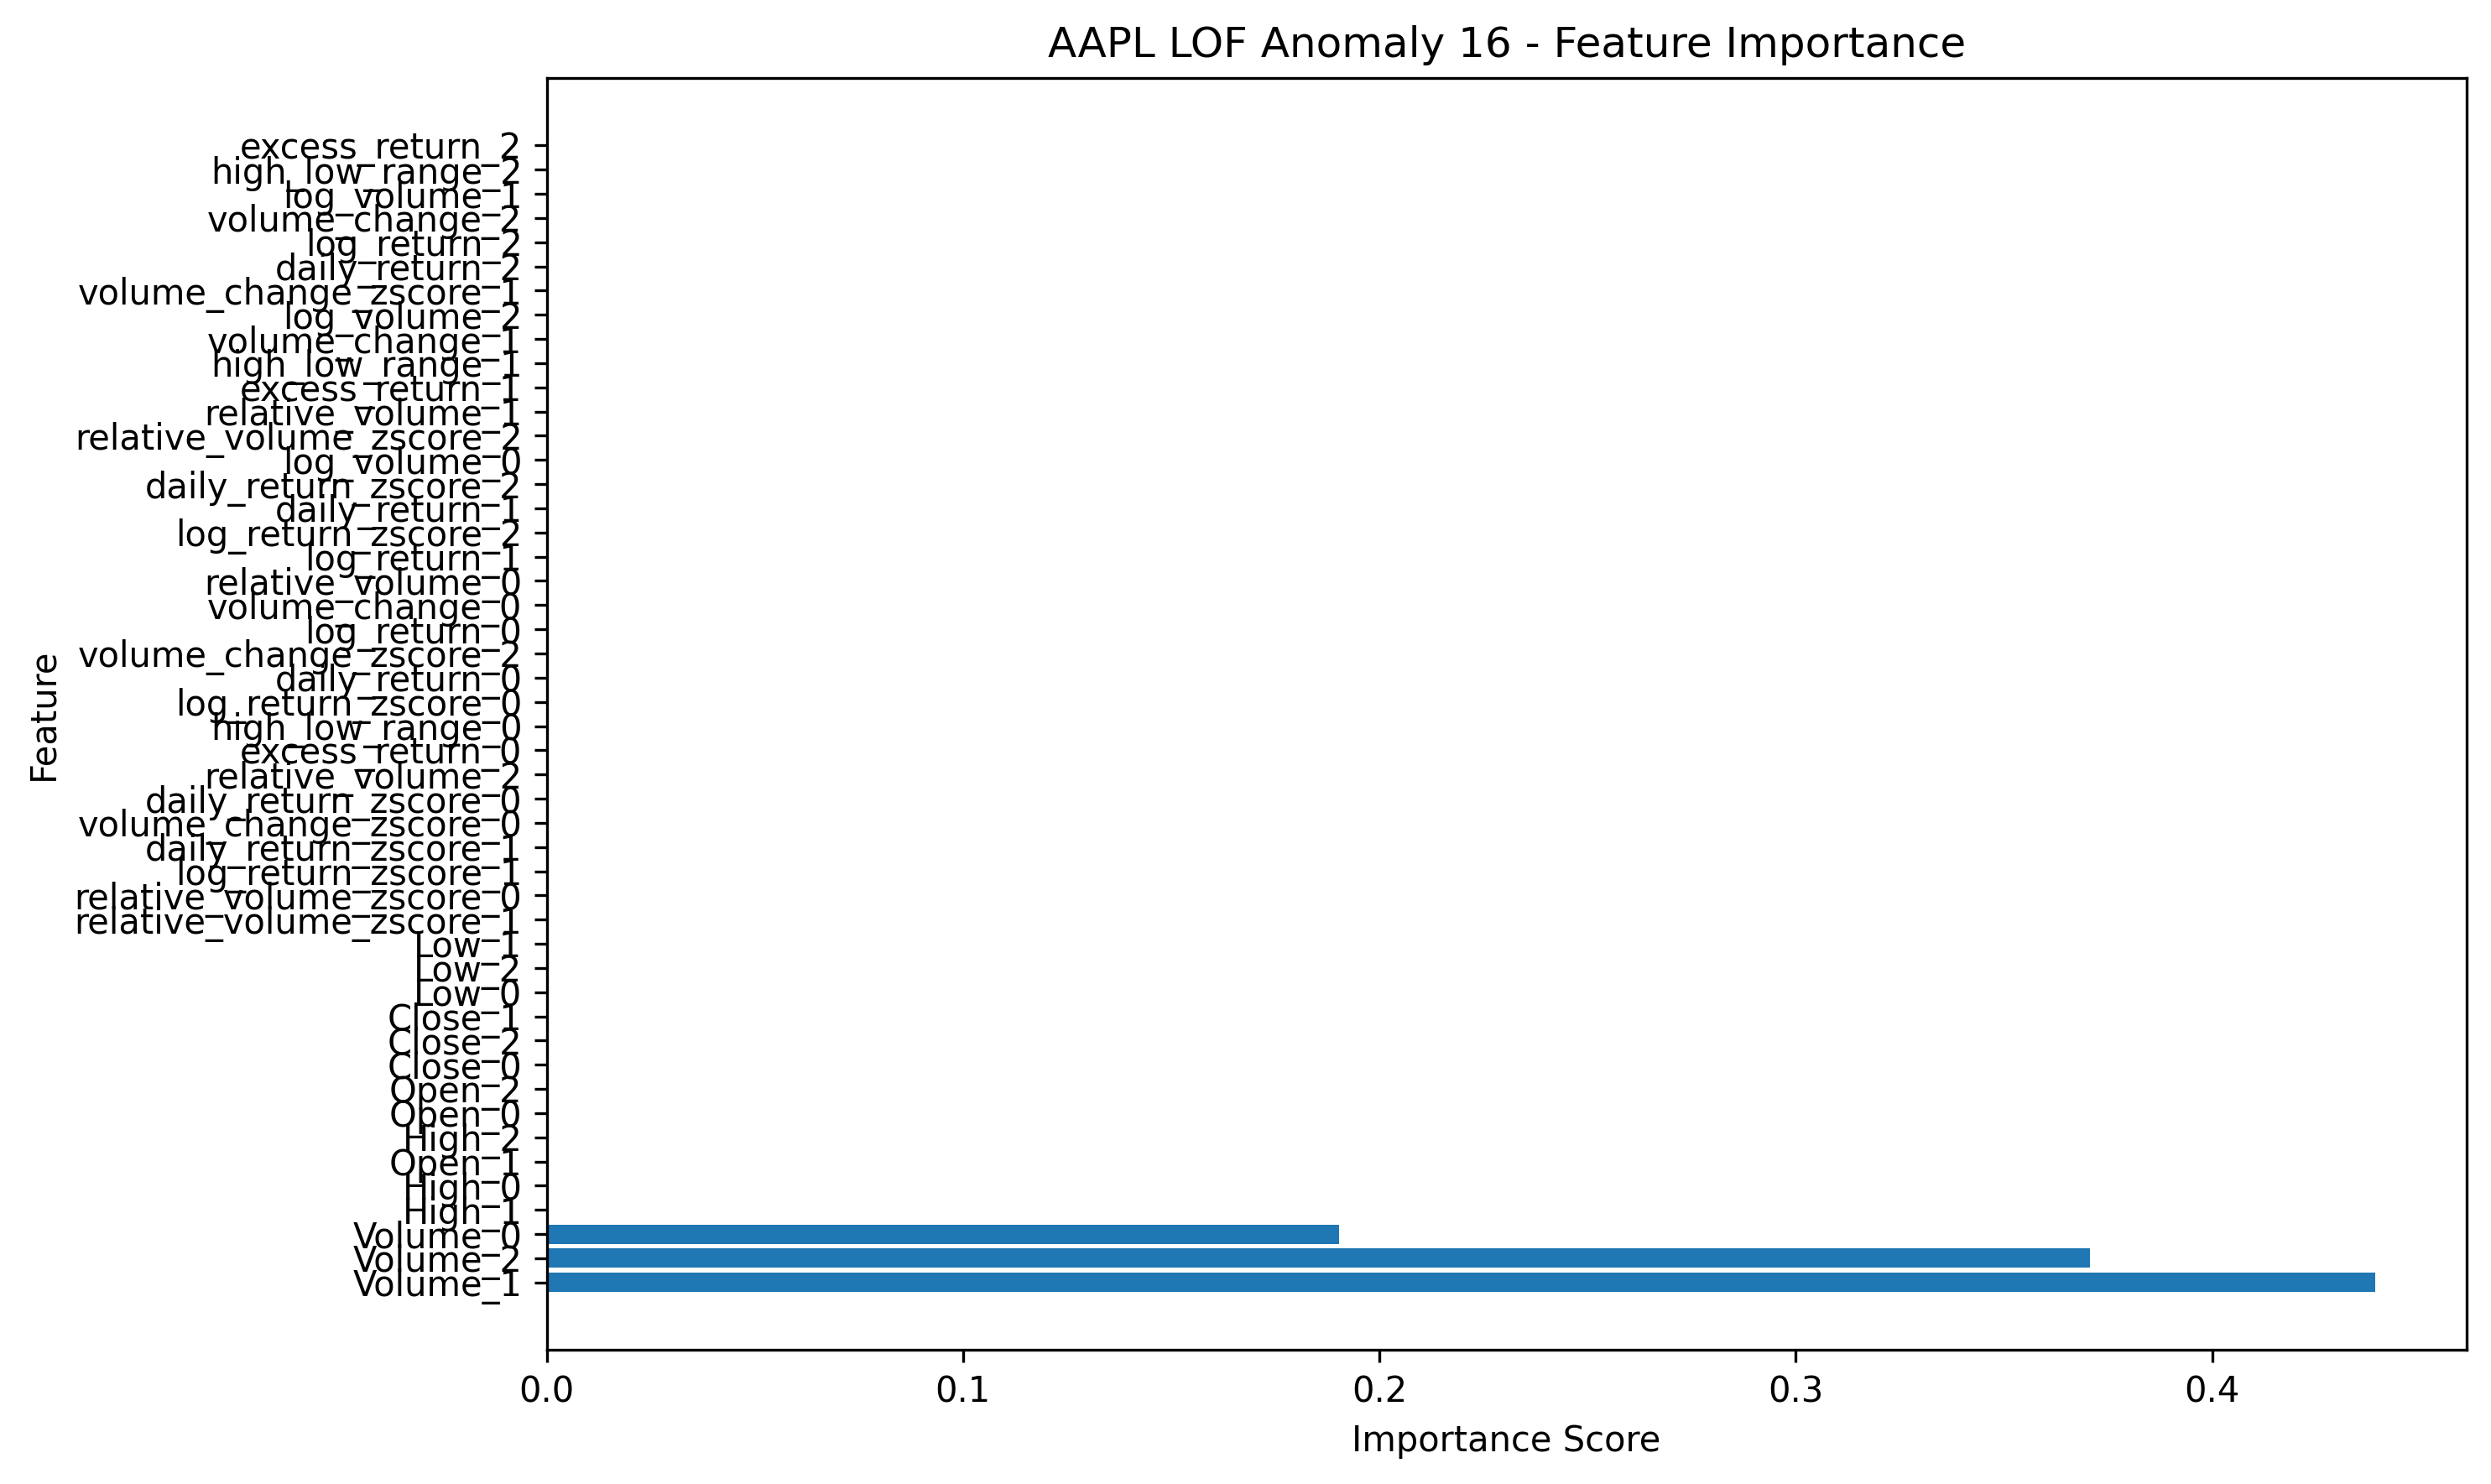 AAPL LOF Anomaly 16 - Feature Importance
excess_return_2
high_low_range_2
log_volume_1
volume_change_2
log_return_2
daily_return_2
volume_change_zscore_1
log_volume_2
volume_change_1
high_low_range_1
excess_return_1
relative_volume_1
relative_volume_zscore_2
log_volume_0
daily_return_zscore_2
daily_return_1
log_return_zscore_2
log_return_1
relative_volume_0
volume_change_0
log_return_0
volume_change_zscore_2
daily_return_0
log_return_zscore_0
high_low_range_0
excess_return_0
relative_volume_2
daily_return_zscore_0
volume_change_zscore_0
daily_return_zscore_1
log_return_zscore_1
relative_volume_zscore_0
relative_volume_zscore_1
Low_1
Low_2
Low_0
Close_1
Close_2
Close_0
Open_2
Open_0
High_2
Open_1
High_0
High_1
Volume_0
Volume_2
Volume_1
Feature
0.0 0.1 0.2 0.3 0.4
Importance Score